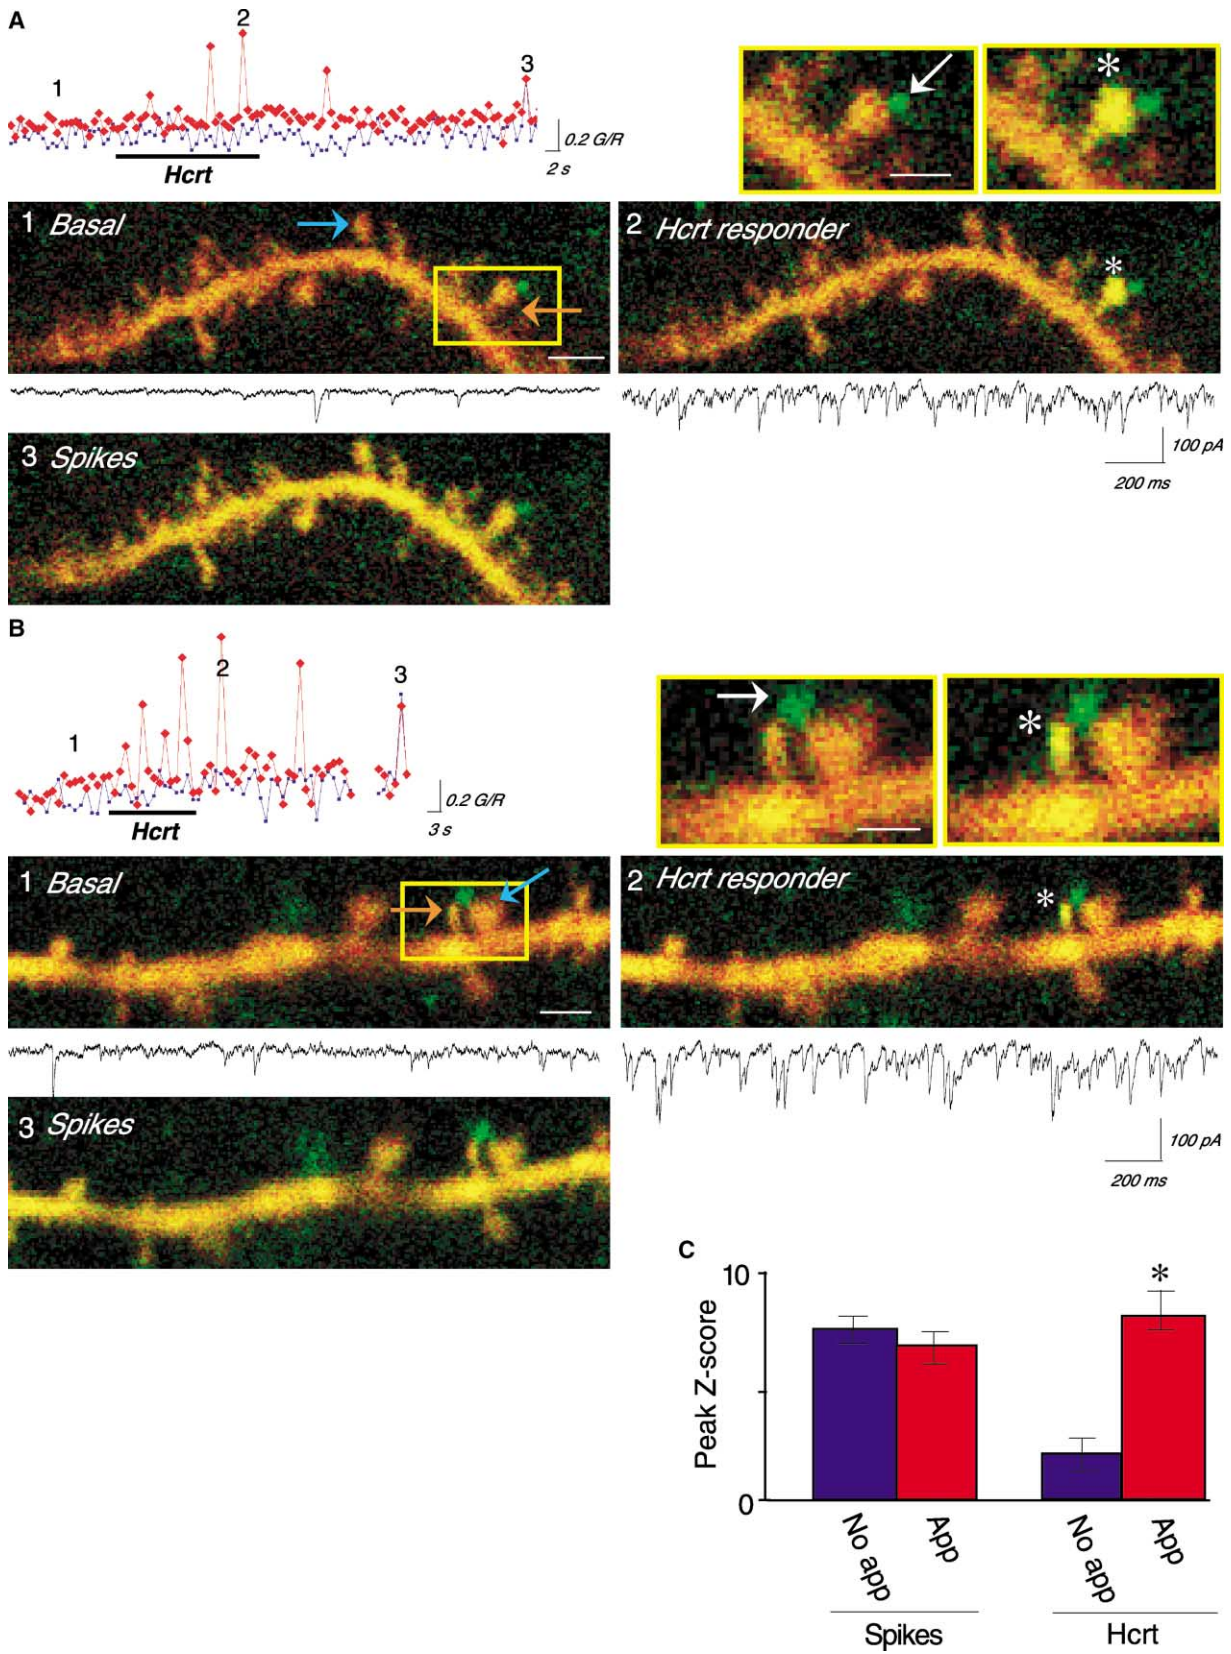 A
2
1
3
0.2 G/R
2 s
Hcrt
*
1 Basal
2 Hcrt responder
*
100 pA
200 ms
3 Spikes
B
2
3
1
0.2 G/R
3 s
Hcrt
*
1 Basal
2 Hcrt responder
*
100 pA
200 ms
3 Spikes
C
10
*
Peak Z-score
0
No app
App
No app
App
Spikes
Hcrt